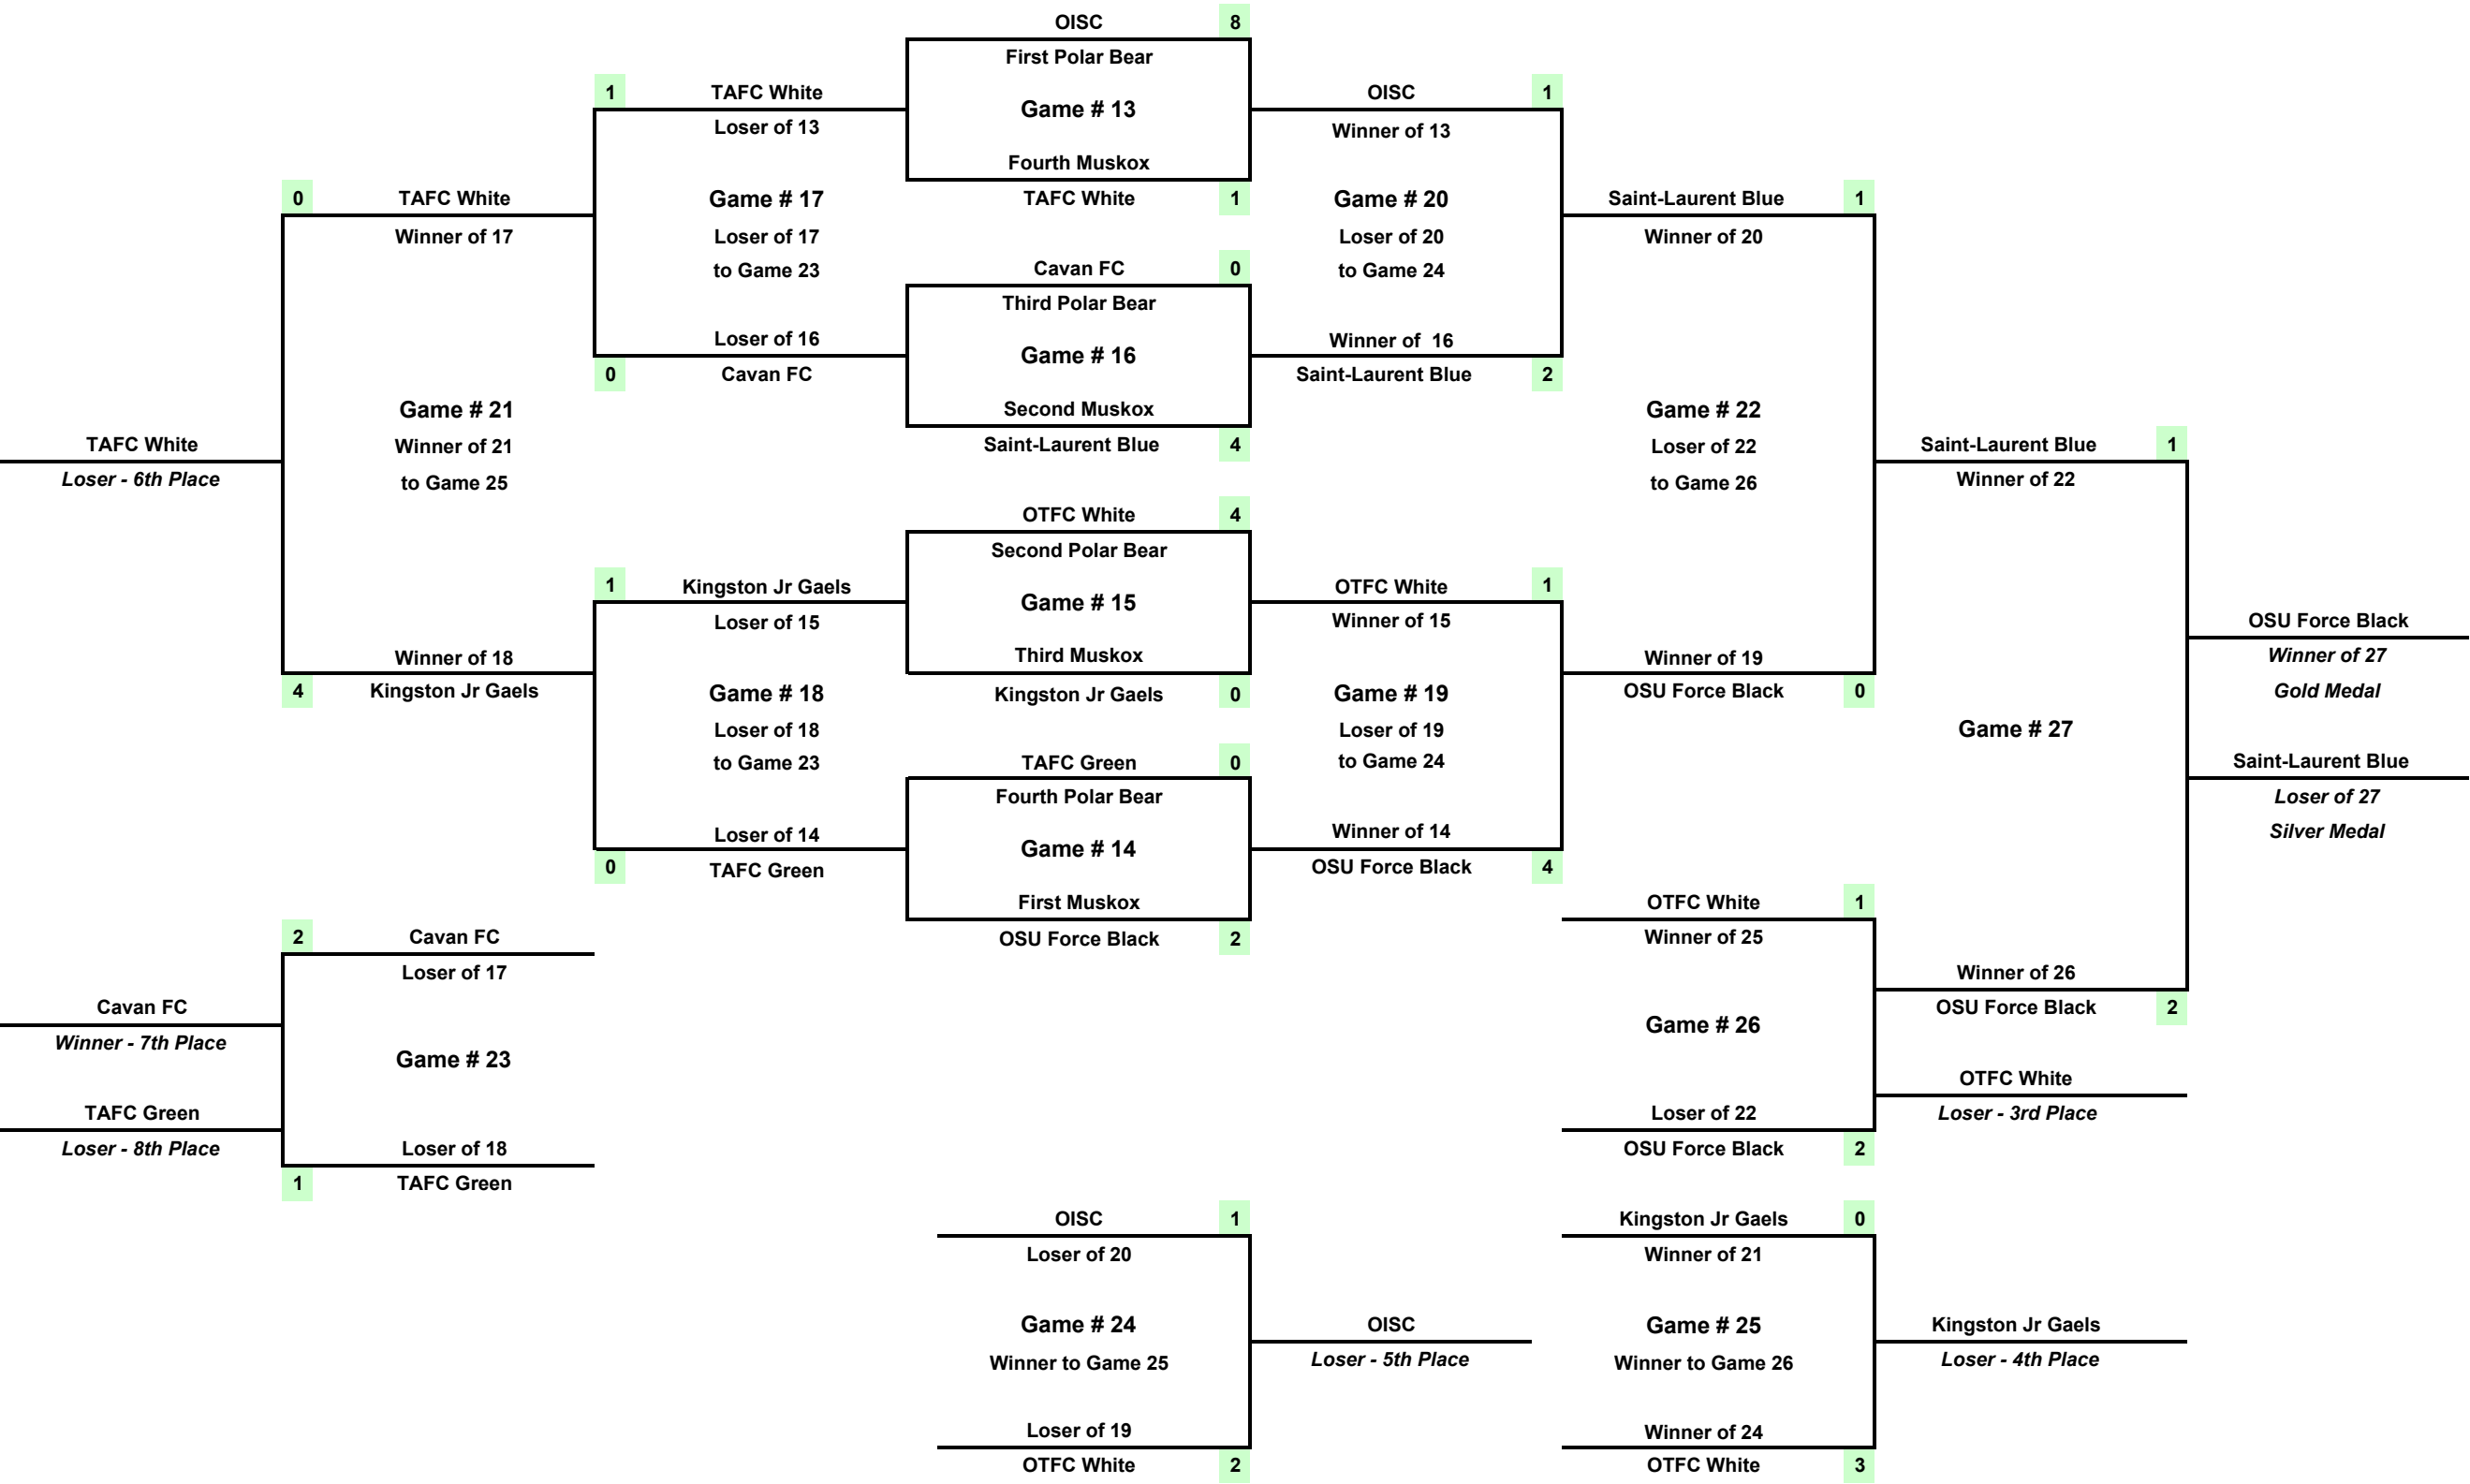 OISC 8
First Polar Bear
1 TAFC White Game # 13 OISC 1
Loser of 13 Winner of 13
Fourth Muskox
0 TAFC White Game # 17 TAFC White 1 Game # 20 Saint-Laurent Blue 1
Winner of 17 Loser of 17 Loser of 20 Winner of 20
to Game 23 Cavan FC 0 to Game 24
Third Polar Bear
Loser of 16 Game # 16 Winner of 16
0 Cavan FC Saint-Laurent Blue 2
Game # 21 Second Muskox Game # 22
TAFC White Winner of 21 Saint-Laurent Blue 4 Loser of 22 Saint-Laurent Blue 1
Loser - 6th Place to Game 25 to Game 26 Winner of 22
OTFC White 4
Second Polar Bear
1 Kingston Jr Gaels Game # 15 OTFC White 1
Loser of 15 Winner of 15 OSU Force Black
Winner of 18 Third Muskox Winner of 19 Winner of 27
4 Kingston Jr Gaels Game # 18 Kingston Jr Gaels 0 Game # 19 OSU Force Black 0 Gold Medal
Loser of 18 Loser of 19 Game # 27
to Game 23 TAFC Green 0 to Game 24 Saint-Laurent Blue
Fourth Polar Bear Loser of 27
Loser of 14 Game # 14 Winner of 14 Silver Medal
0 TAFC Green OSU Force Black 4
First Muskox OTFC White 1
2 Cavan FC OSU Force Black 2 Winner of 25
Loser of 17 Winner of 26
Cavan FC Game # 26 OSU Force Black 2
Winner - 7th Place Game # 23
OTFC White
TAFC Green Loser of 22 Loser - 3rd Place
Loser - 8th Place Loser of 18 OSU Force Black 2
1 TAFC Green
OISC 1 Kingston Jr Gaels 0
Loser of 20 Winner of 21
Game # 24 OISC Game # 25 Kingston Jr Gaels
Winner to Game 25 Loser - 5th Place Winner to Game 26 Loser - 4th Place
Loser of 19 Winner of 24
OTFC White 2 OTFC White 3